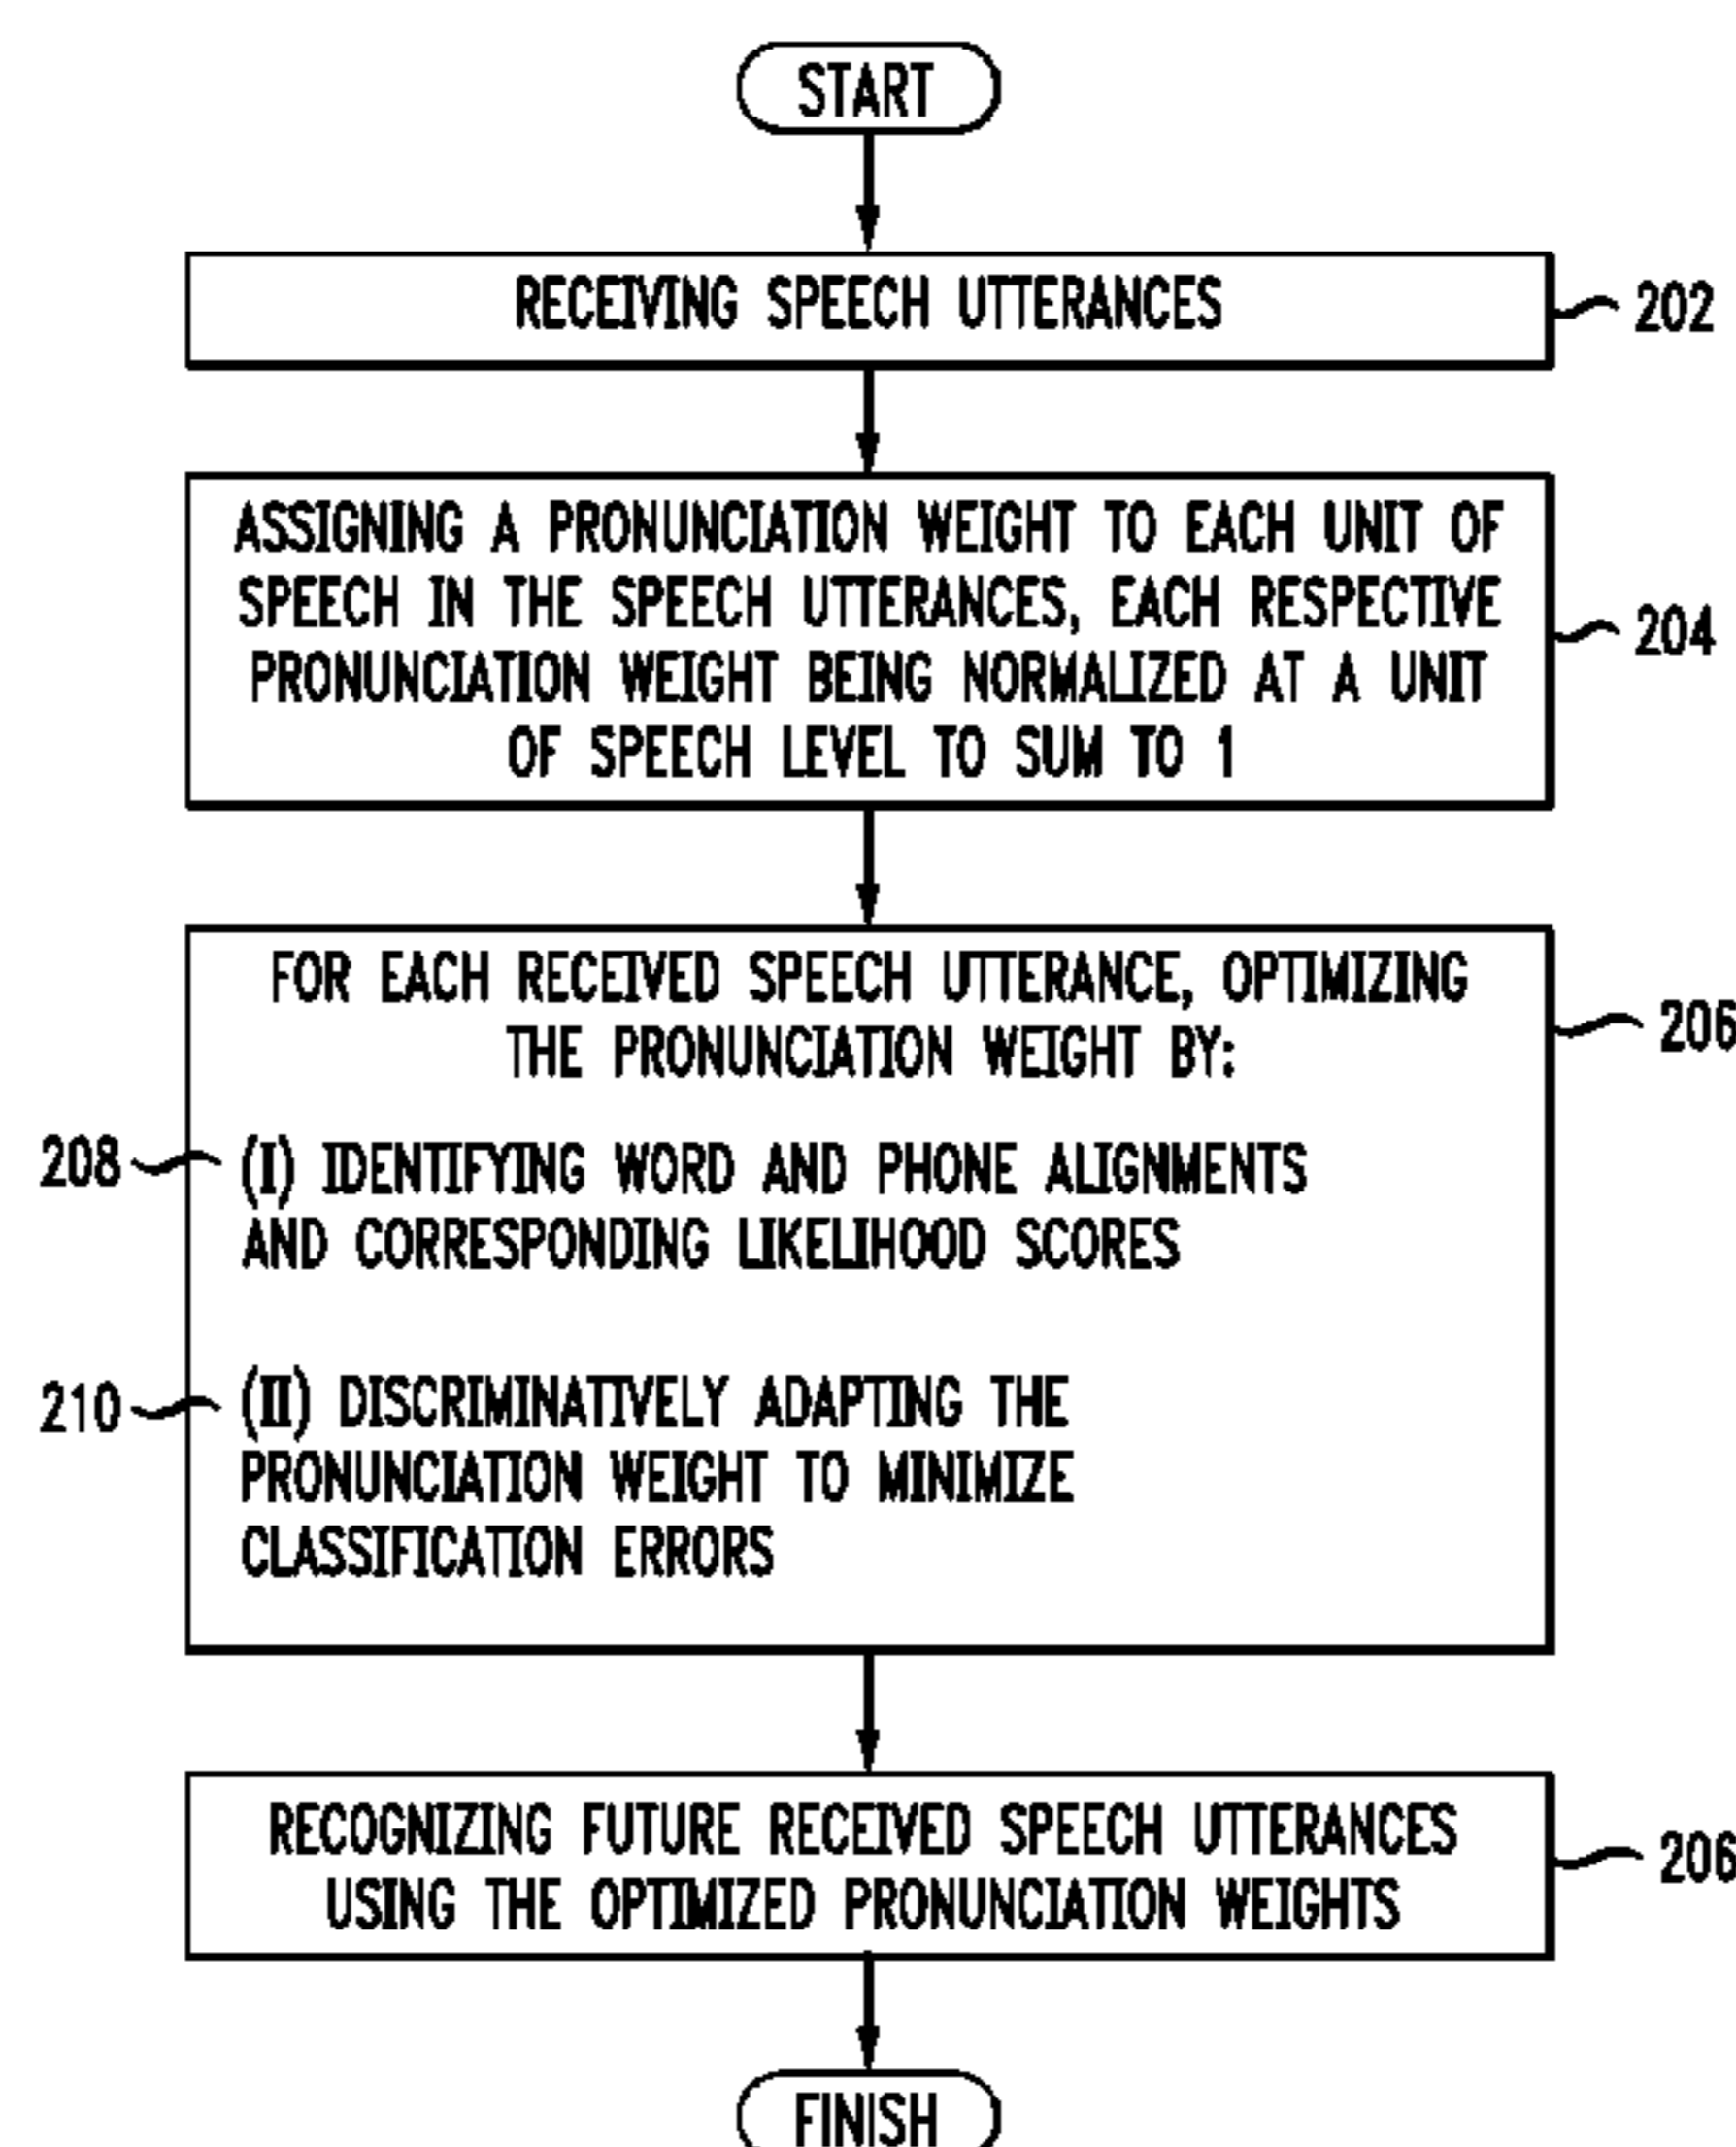 START
RECEIVING SPEECH UTTERANCES
202
ASSIGNING A PRONUNCIATION WEIGHT TO EACH UNIT OF
SPEECH IN THE SPEECH UTTERANCES, EACH RESPECTIVE
PRONUNCIATION WEIGHT BEING NORMALIZED AT A UNIT
OF SPEECH LEVEL TO SUM TO 1
204
FOR EACH RECEIVED SPEECH UTTERANCE, OPTIMIZING
THE PRONUNCIATION WEIGHT BY:
206
208
(I) IDENTIFYING WORD AND PHONE ALIGNMENTS
AND CORRESPONDING LIKELIHOOD SCORES
210
(II) DISCRIMINATIVELY ADAPTING THE
PRONUNCIATION WEIGHT TO MINIMIZE
CLASSIFICATION ERRORS
RECOGNIZING FUTURE RECEIVED SPEECH UTTERANCES
USING THE OPTIMIZED PRONUNCIATION WEIGHTS
206
FINISH